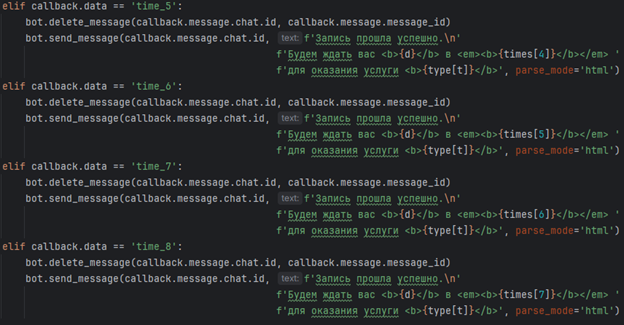 elif callback.data == 'time_5':
bot.delete_message(callback.message.chat.id, callback.message.message_id)
bot.send_message(callback.message.chat.id, text: f'Запись прошла успешно.\n'
f'Будем ждать вас <b>{d}</b> в <em><b>{times[4]}</b></em> '
f'для оказания услуги <b>{type[t]}</b>', parse_mode='html')
elif callback.data == 'time_6':
bot.delete_message(callback.message.chat.id, callback.message.message_id)
bot.send_message(callback.message.chat.id, text: f'Запись прошла успешно.\n'
f'Будем ждать вас <b>{d}</b> в <em><b>{times[5]}</b></em> '
f'для оказания услуги <b>{type[t]}</b>', parse_mode='html')
elif callback.data == 'time_7':
bot.delete_message(callback.message.chat.id, callback.message.message_id)
bot.send_message(callback.message.chat.id, text: f'Запись прошла успешно.\n'
f'Будем ждать вас <b>{d}</b> в <em><b>{times[6]}</b></em> '
f'для оказания услуги <b>{type[t]}</b>', parse_mode='html')
elif callback.data == 'time_8':
bot.delete_message(callback.message.chat.id, callback.message.message_id)
bot.send_message(callback.message.chat.id, text: f'Запись прошла успешно.\n'
f'Будем ждать вас <b>{d}</b> в <em><b>{times[7]}</b></em> '
f'для оказания услуги <b>{type[t]}</b>', parse_mode='html')